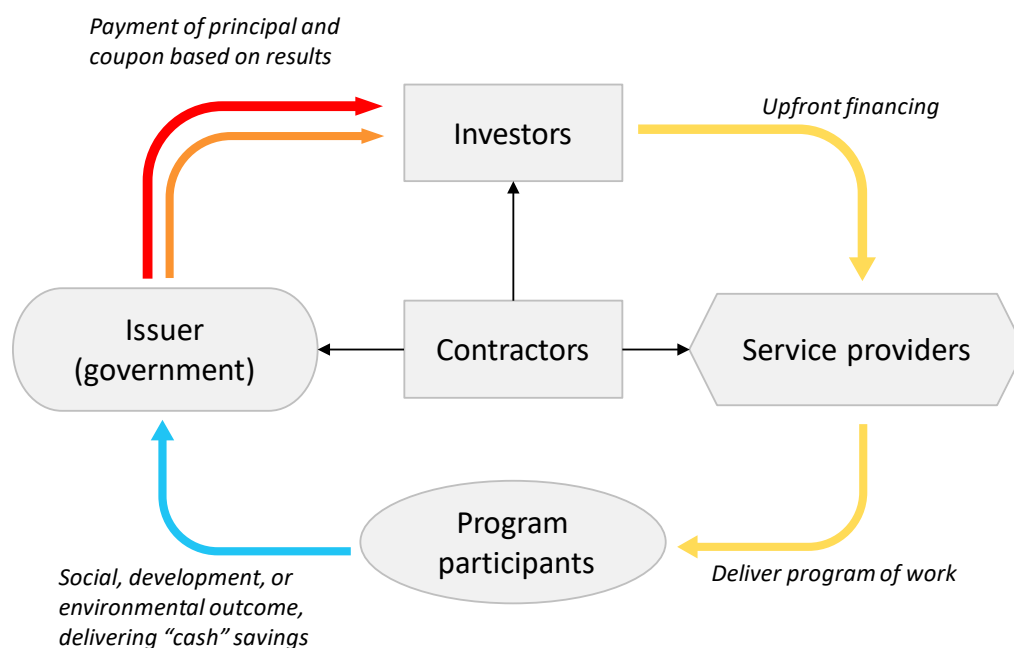 Payment of principal and
coupon based on results
Upfront financing
Investors
Issuer
(government)
Contractors
Service providers
Program
participants
Social, development, or
environmental outcome,
delivering “cash” savings
Deliver program of work